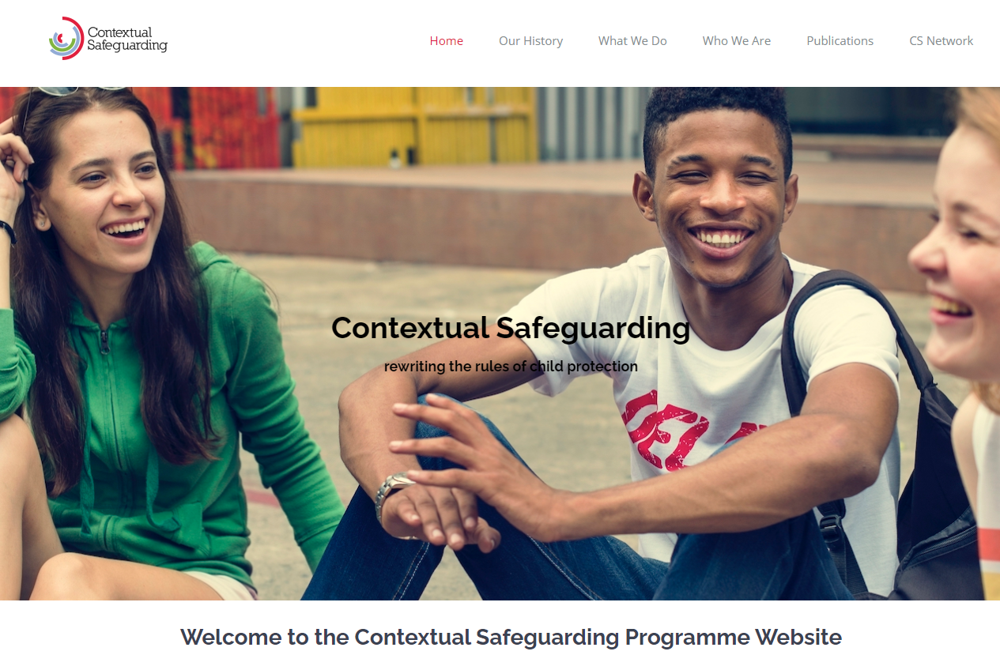 Contextual
Safeguarding
Home Our History What We Do Who We Are Publications CS Network
Contextual Safeguarding
rewriting the rules of child protection
Welcome to the Contextual Safeguarding Programme Website